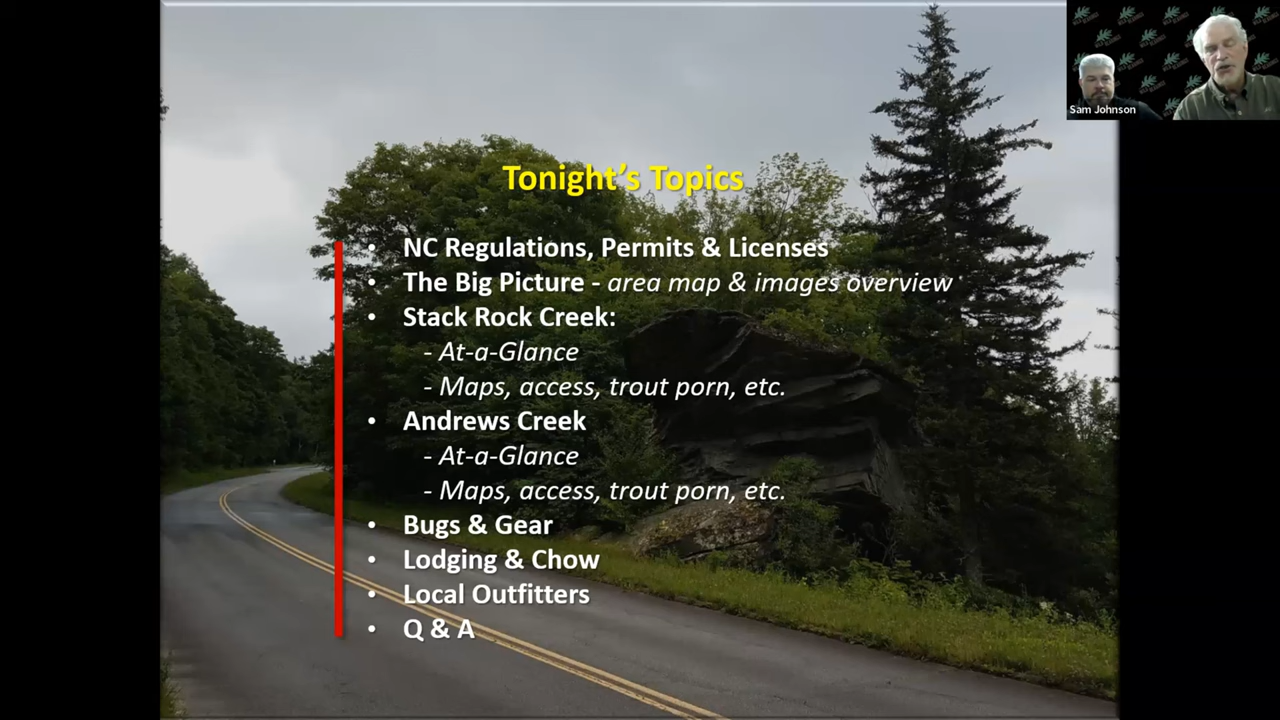 Sam Johnson
Tonight's Topics
• NC Regulations, Permits & Licenses
• The Big Picture - area map & images overview
• Stack Rock Creek:
- At-a-Glance
- Maps, access, trout porn, etc.
• Andrews Creek
- At-a-Glance
- Maps, access, trout porn, etc.
• Bugs & Gear
• Lodging & Chow
• Local Outfitters
• Q & A